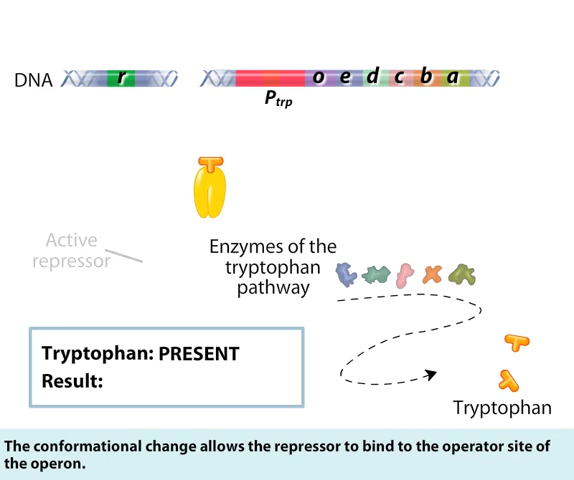 DNA
r
o e d c b a
Ptrp
Active
repressor
Enzymes of the
tryptophan
pathway
Tryptophan: PRESENT
Result:
Tryptophan
The conformational change allows the repressor to bind to the operator site of
the operon.